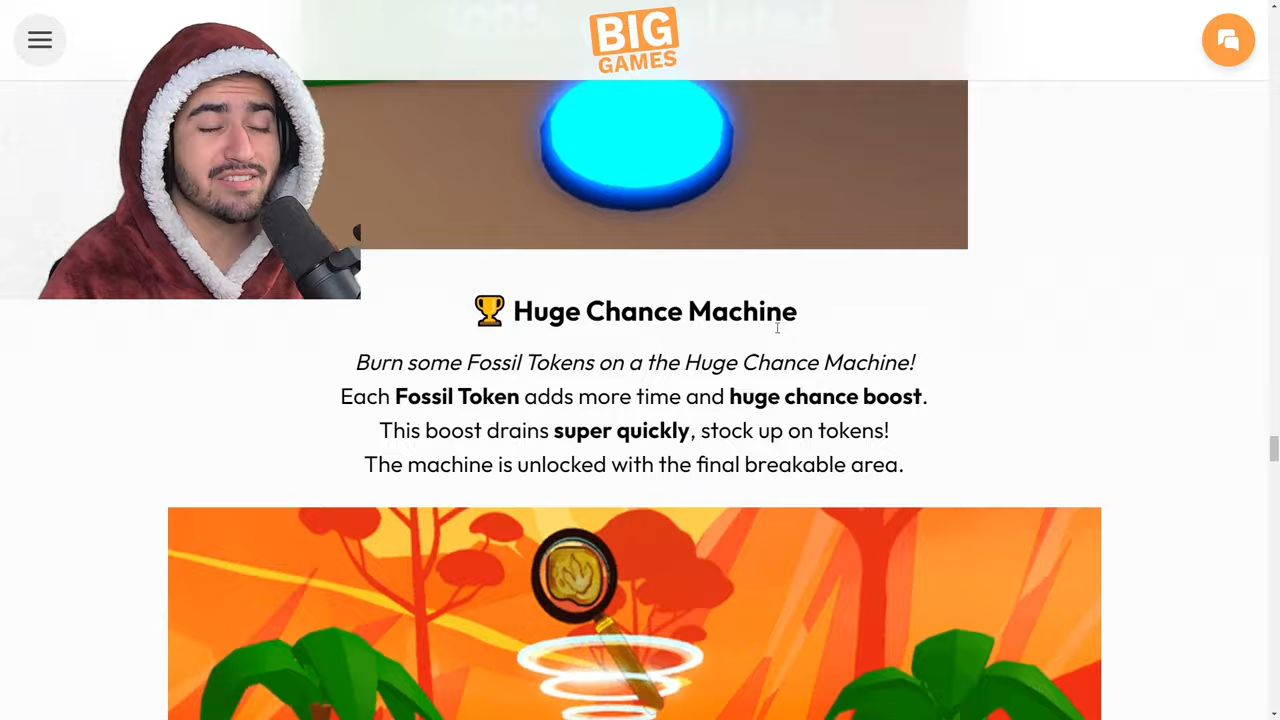 BIG
GAMES
Huge Chance Machine
Burn some Fossil Tokens on a the Huge Chance Machine!
Each Fossil Token adds more time and huge chance boost.
This boost drains super quickly, stock up on tokens!
The machine is unlocked with the final breakable area.